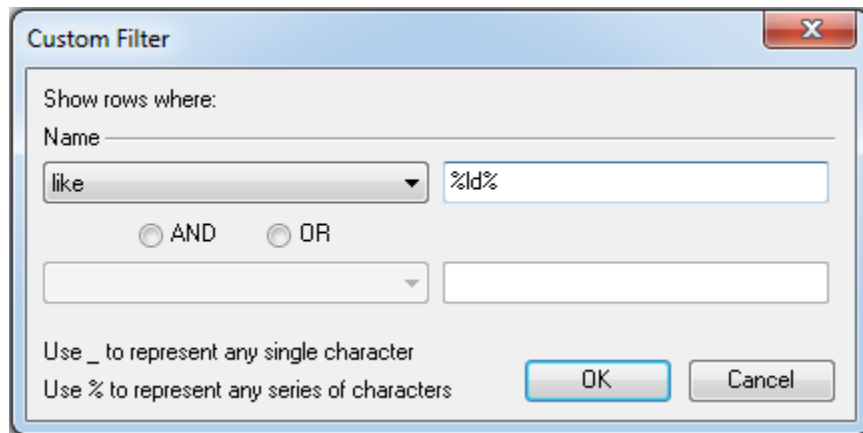 Custom Filter
Show rows where:
Name
like %Id%
AND OR
Use _ to represent any single character
Use % to represent any series of characters
OK Cancel